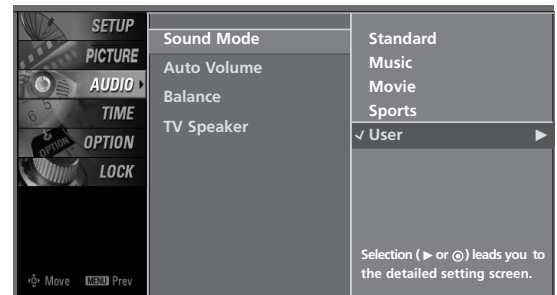 SETUP
PICTURE
AUDIO
TIME
OPTION
LOCK
Move MENU Prev
Sound Mode
Auto Volume
Balance
TV Speaker
Standard
Music
Movie
Sports
✓ User ▶
Selection ( ▶ or ◉) leads you to
the detailed setting screen.